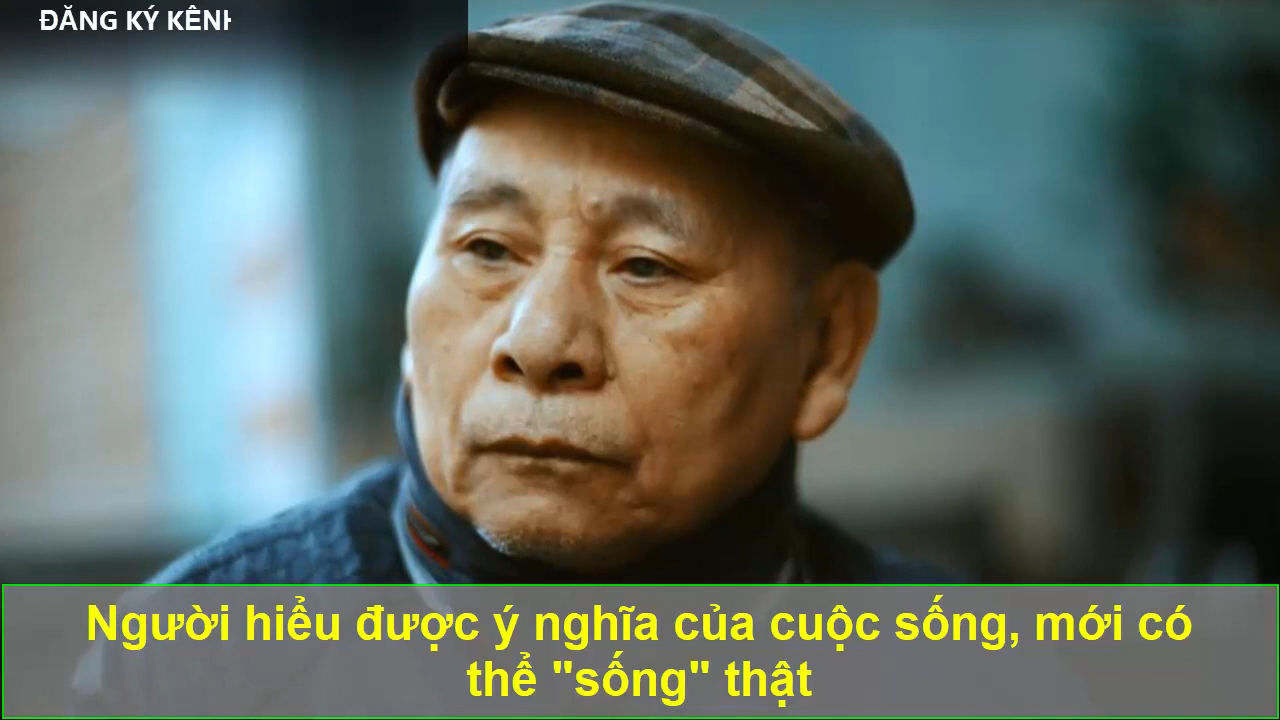 ĐĂNG KÝ KÊNH
Người hiểu được ý nghĩa của cuộc sống, mới có
thể "sống" thật